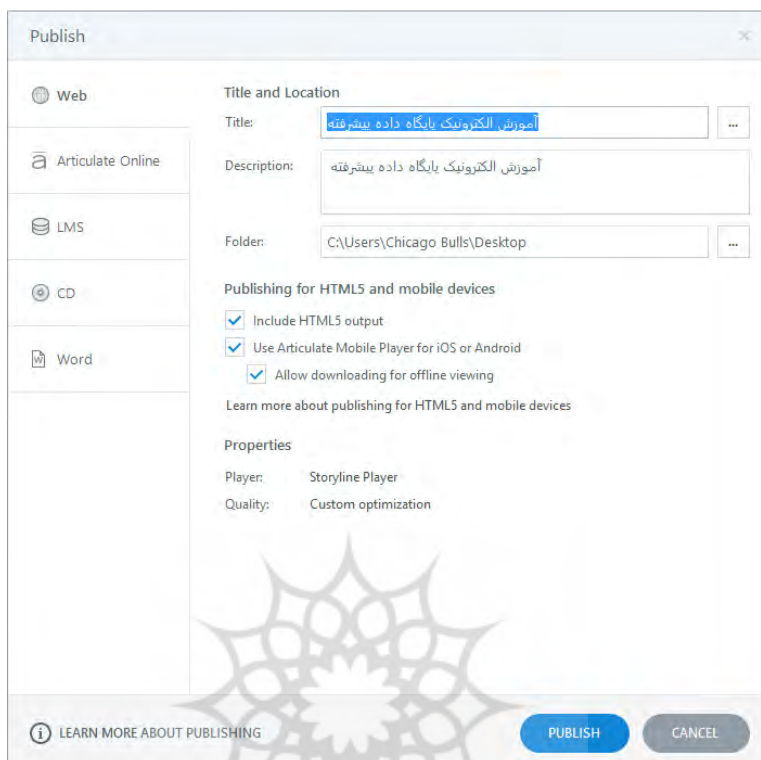 Publish
Web
Articulate Online
LMS
CD
Word
Title and Location
Title: آموزش الکترونیک پایگاه داده پیشرفته ...
Description: آموزش الکترونیک پایگاه داده پیشرفته
Folder: C:\Users\Chicago Bulls\Desktop ...
Publishing for HTML5 and mobile devices
Include HTML5 output
Use Articulate Mobile Player for iOS or Android
Allow downloading for offline viewing
Learn more about publishing for HTML5 and mobile devices
Properties
Player: Storyline Player
Quality: Custom optimization
LEARN MORE ABOUT PUBLISHING
PUBLISH
CANCEL